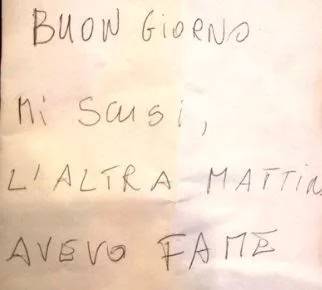 BUON GIORNO
Mi Scusi,
L'ALTRA MATTIN
AVEVO FAME